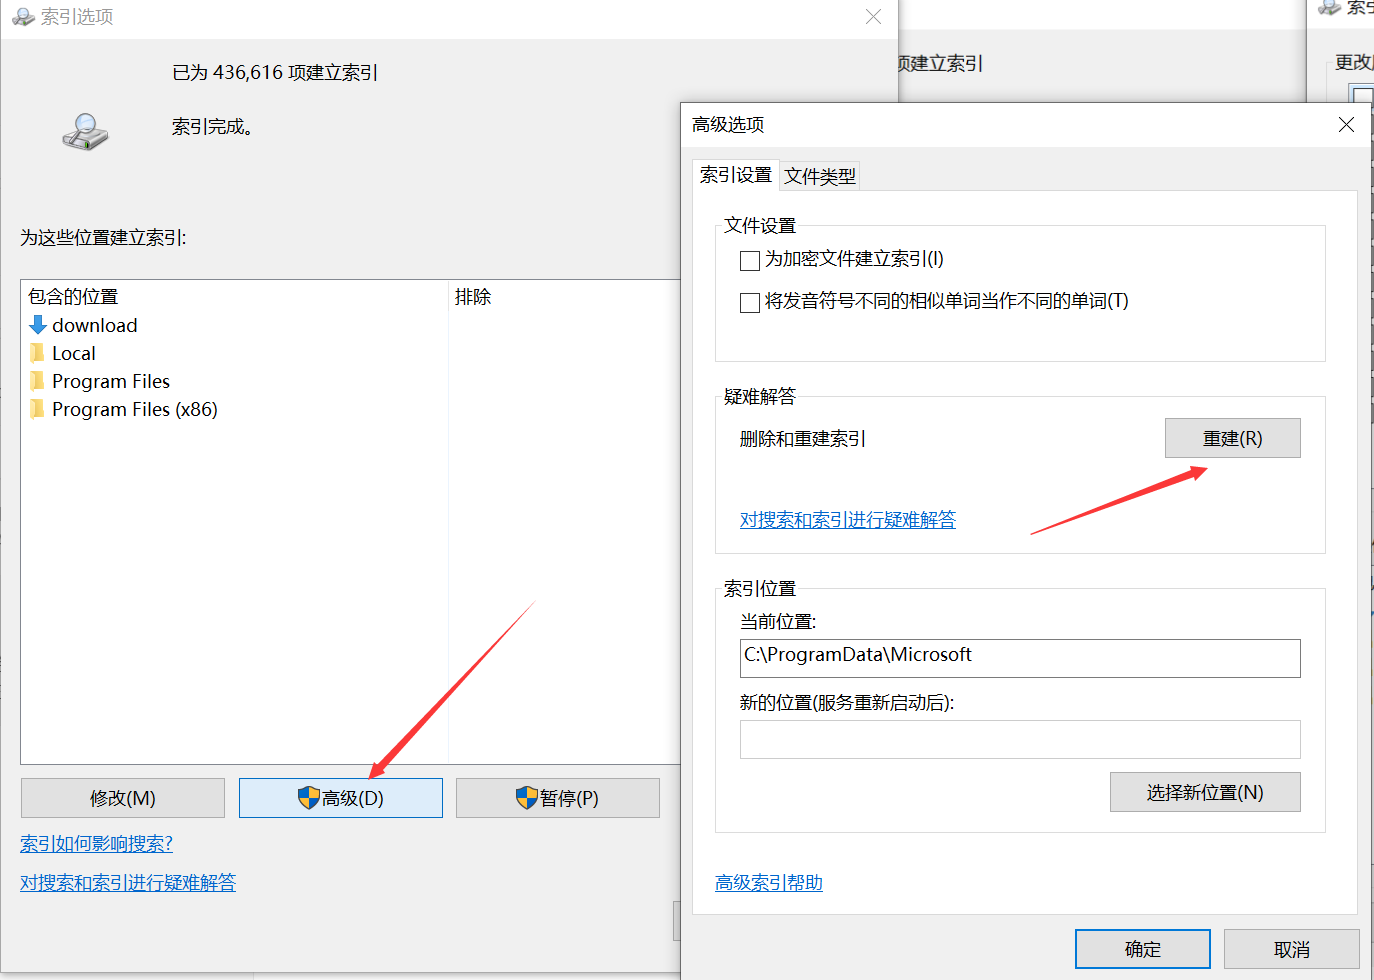 索引选项
已为 436,616 项建立索引
索引完成。
为这些位置建立索引:
包含的位置
排除
download
Local
Program Files
Program Files (x86)
修改(M)
高级(D)
暂停(P)
索引如何影响搜索?
对搜索和索引进行疑难解答
项建立索引
索引
更改
高级选项
索引设置
文件类型
文件设置
为加密文件建立索引(I)
将发音符号不同的相似单词当作不同的单词(T)
疑难解答
删除和重建索引
重建(R)
对搜索和索引进行疑难解答
索引位置
当前位置:
C:\ProgramData\Microsoft
新的位置(服务重新启动后):
选择新位置(N)
高级索引帮助
确定
取消